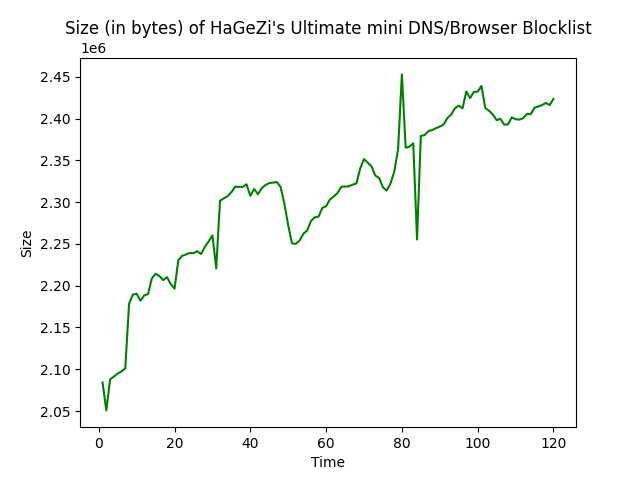 Size (in bytes) of HaGeZi's Ultimate mini DNS/Browser Blocklist
1e6
2.45
2.40
2.35
2.30
2.25
2.20
2.15
2.10
2.05
Size
0 20 40 60 80 100 120
Time